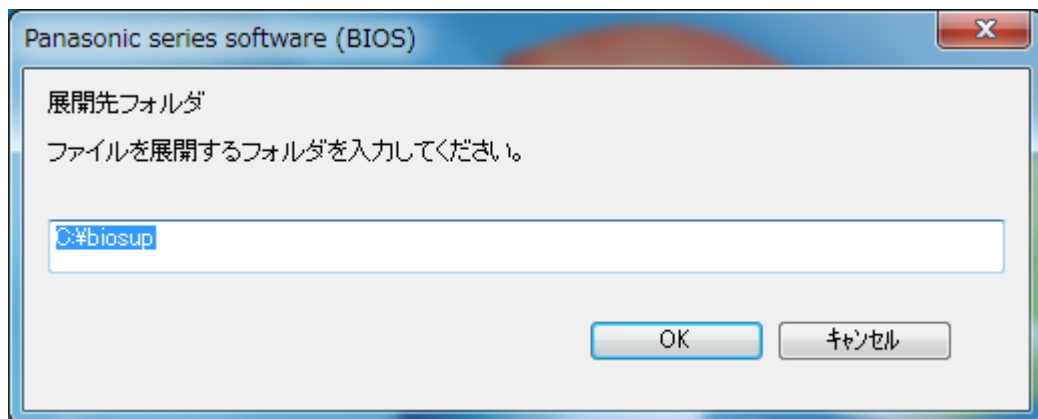 Panasonic series software (BIOS)
展開先フォルダ
ファイルを展開するフォルダを入力してください。
C:¥biosup
OK
キャンセル